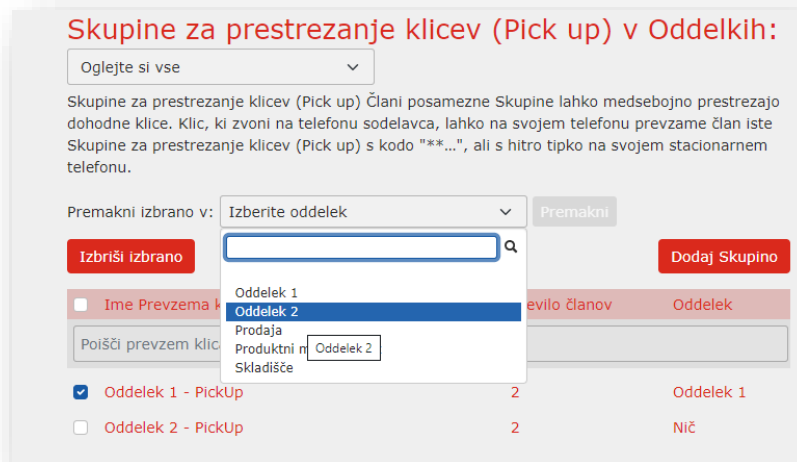 Skupine za prestrezanje klicev (Pick up) v Oddelkih:
Oglejte si vse
Skupine za prestrezanje klicev (Pick up) Člani posamezne Skupine lahko medsebojno prestrezajo
dohodne klice. Klic, ki zvoni na telefonu sodelavca, lahko na svojem telefonu prevzame član iste
Skupine za prestrezanje klicev (Pick up) s kodo "**...", ali s hitro tipko na svojem stacionarnem
telefonu.
Premakni izbrano v: Izberite oddelek Premakni
Izbriši izbrano Dodaj Skupino
Oddelek 1
Ime Prevzema članov Oddelek
Oddelek 2
Prodaja
Poišči prevzem
Produktni Oddelek 2
Skladišče
Oddelek 1 - PickUp 2 Oddelek 1
Oddelek 2 - PickUp 2 Nič